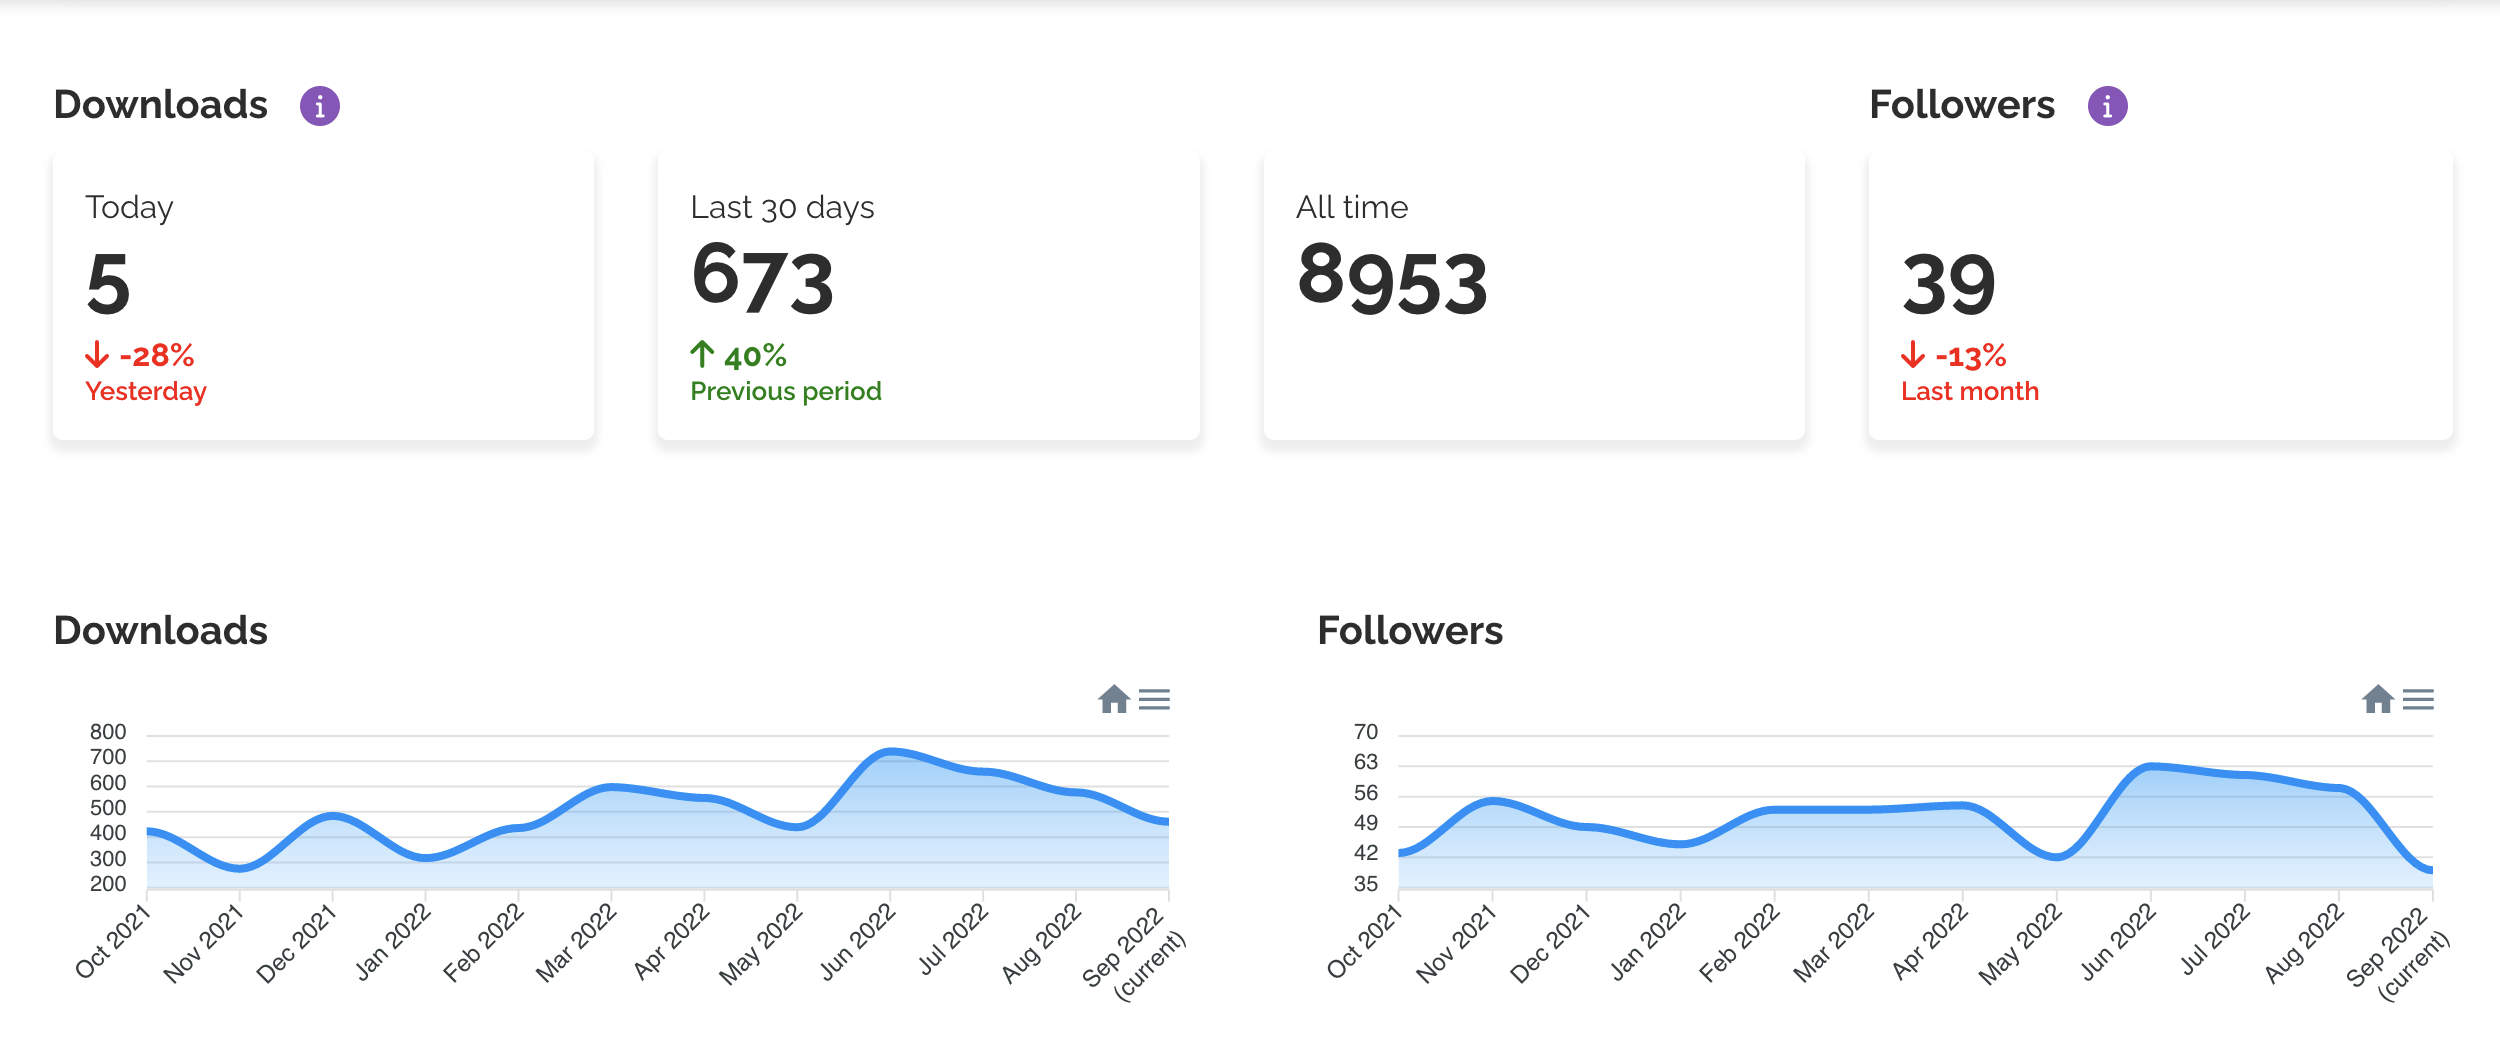 Downloads i
Followers i
Today
5
-28%
Yesterday
Last 30 days
673
40%
Previous period
All time
8953
39
-13%
Last month
Downloads
800
700
600
500
400
300
200
Oct 2021
Nov 2021
Dec 2021
Jan 2022
Feb 2022
Mar 2022
Apr 2022
May 2022
Jun 2022
Jul 2022
Aug 2022
Sep 2022
(current)
Followers
70
63
56
49
42
35
Oct 2021
Nov 2021
Dec 2021
Jan 2022
Feb 2022
Mar 2022
Apr 2022
May 2022
Jun 2022
Jul 2022
Aug 2022
Sep 2022
(current)